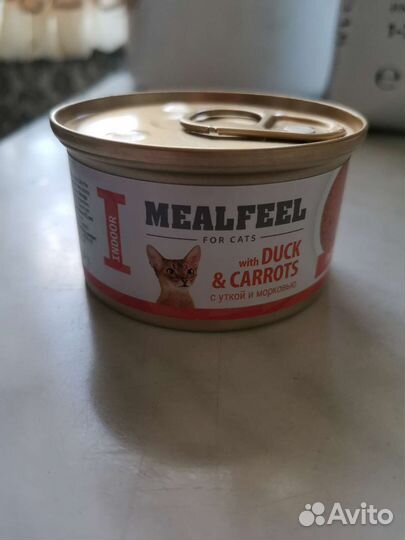 I
INDOOR
MEALFEEL
FOR CATS
with DUCK
& CARROTS
с уткой и морковью
Avito